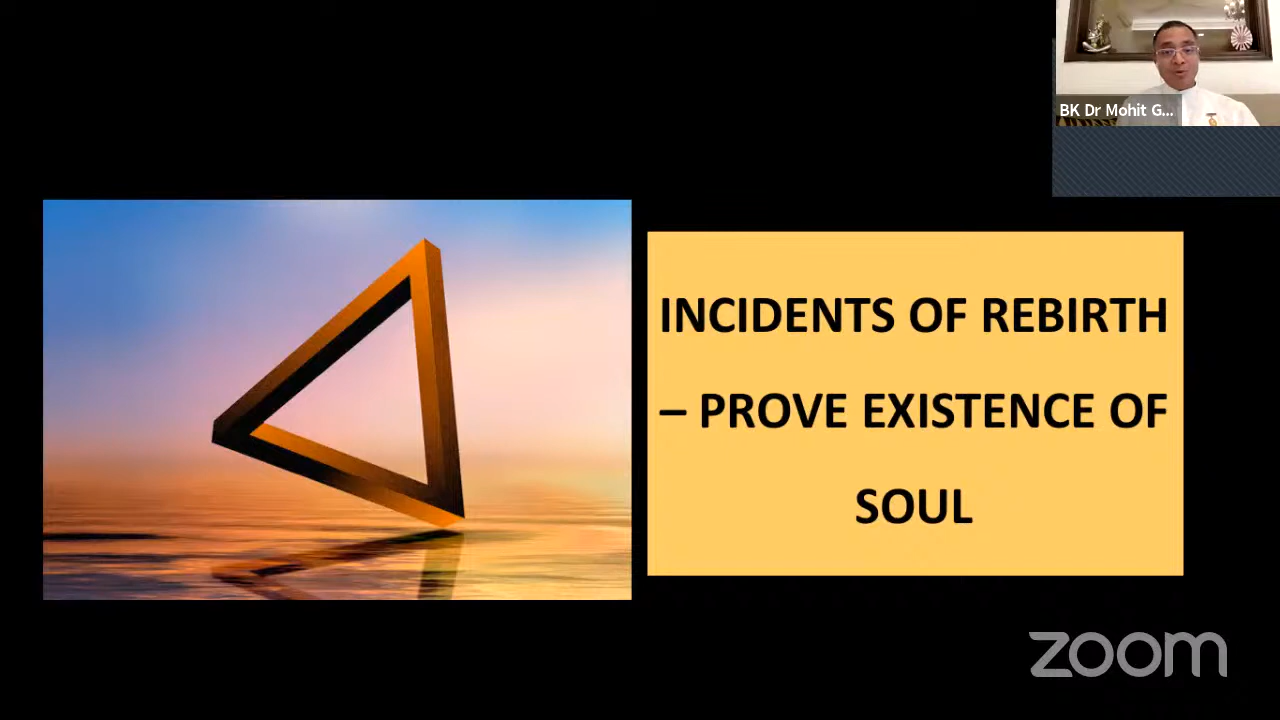 BK Dr Mohit G...
INCIDENTS OF REBIRTH
– PROVE EXISTENCE OF
SOUL
zoom